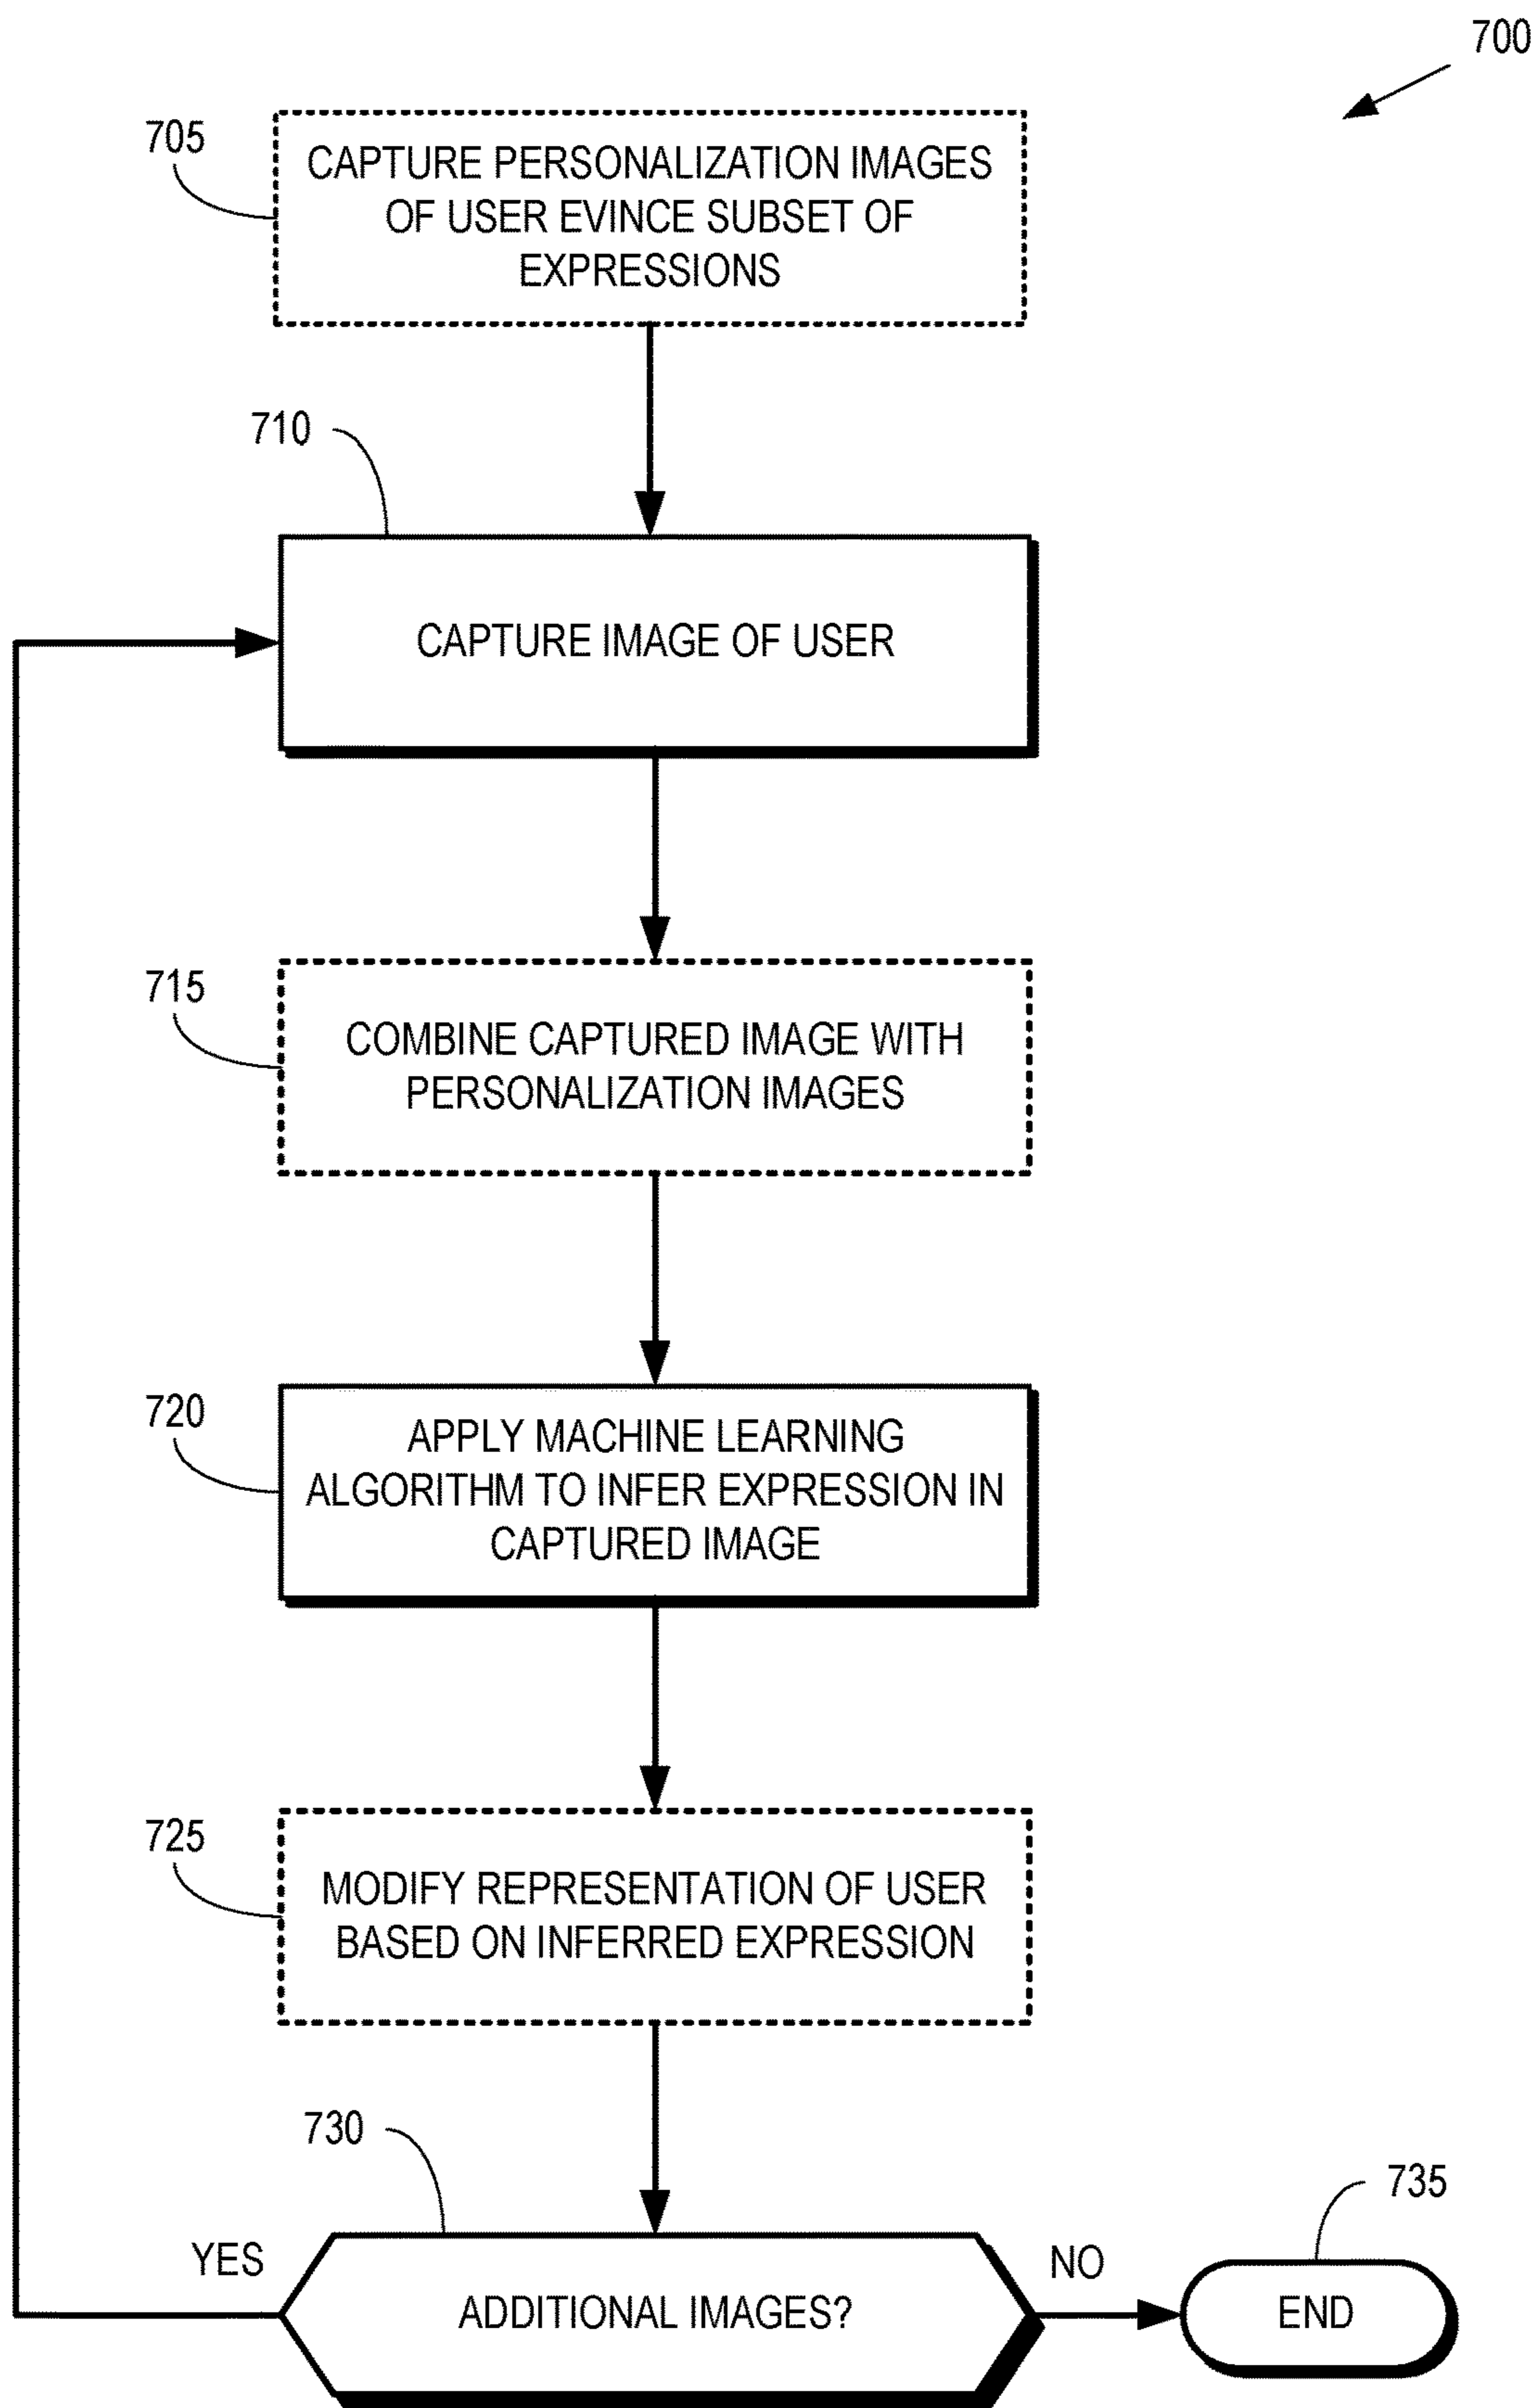 700
705
CAPTURE PERSONALIZATION IMAGES
OF USER EVINCE SUBSET OF
EXPRESSIONS
710
CAPTURE IMAGE OF USER
715
COMBINE CAPTURED IMAGE WITH
PERSONALIZATION IMAGES
720
APPLY MACHINE LEARNING
ALGORITHM TO INFER EXPRESSION IN
CAPTURED IMAGE
725
MODIFY REPRESENTATION OF USER
BASED ON INFERRED EXPRESSION
730
735
YES
ADDITIONAL IMAGES?
NO
END